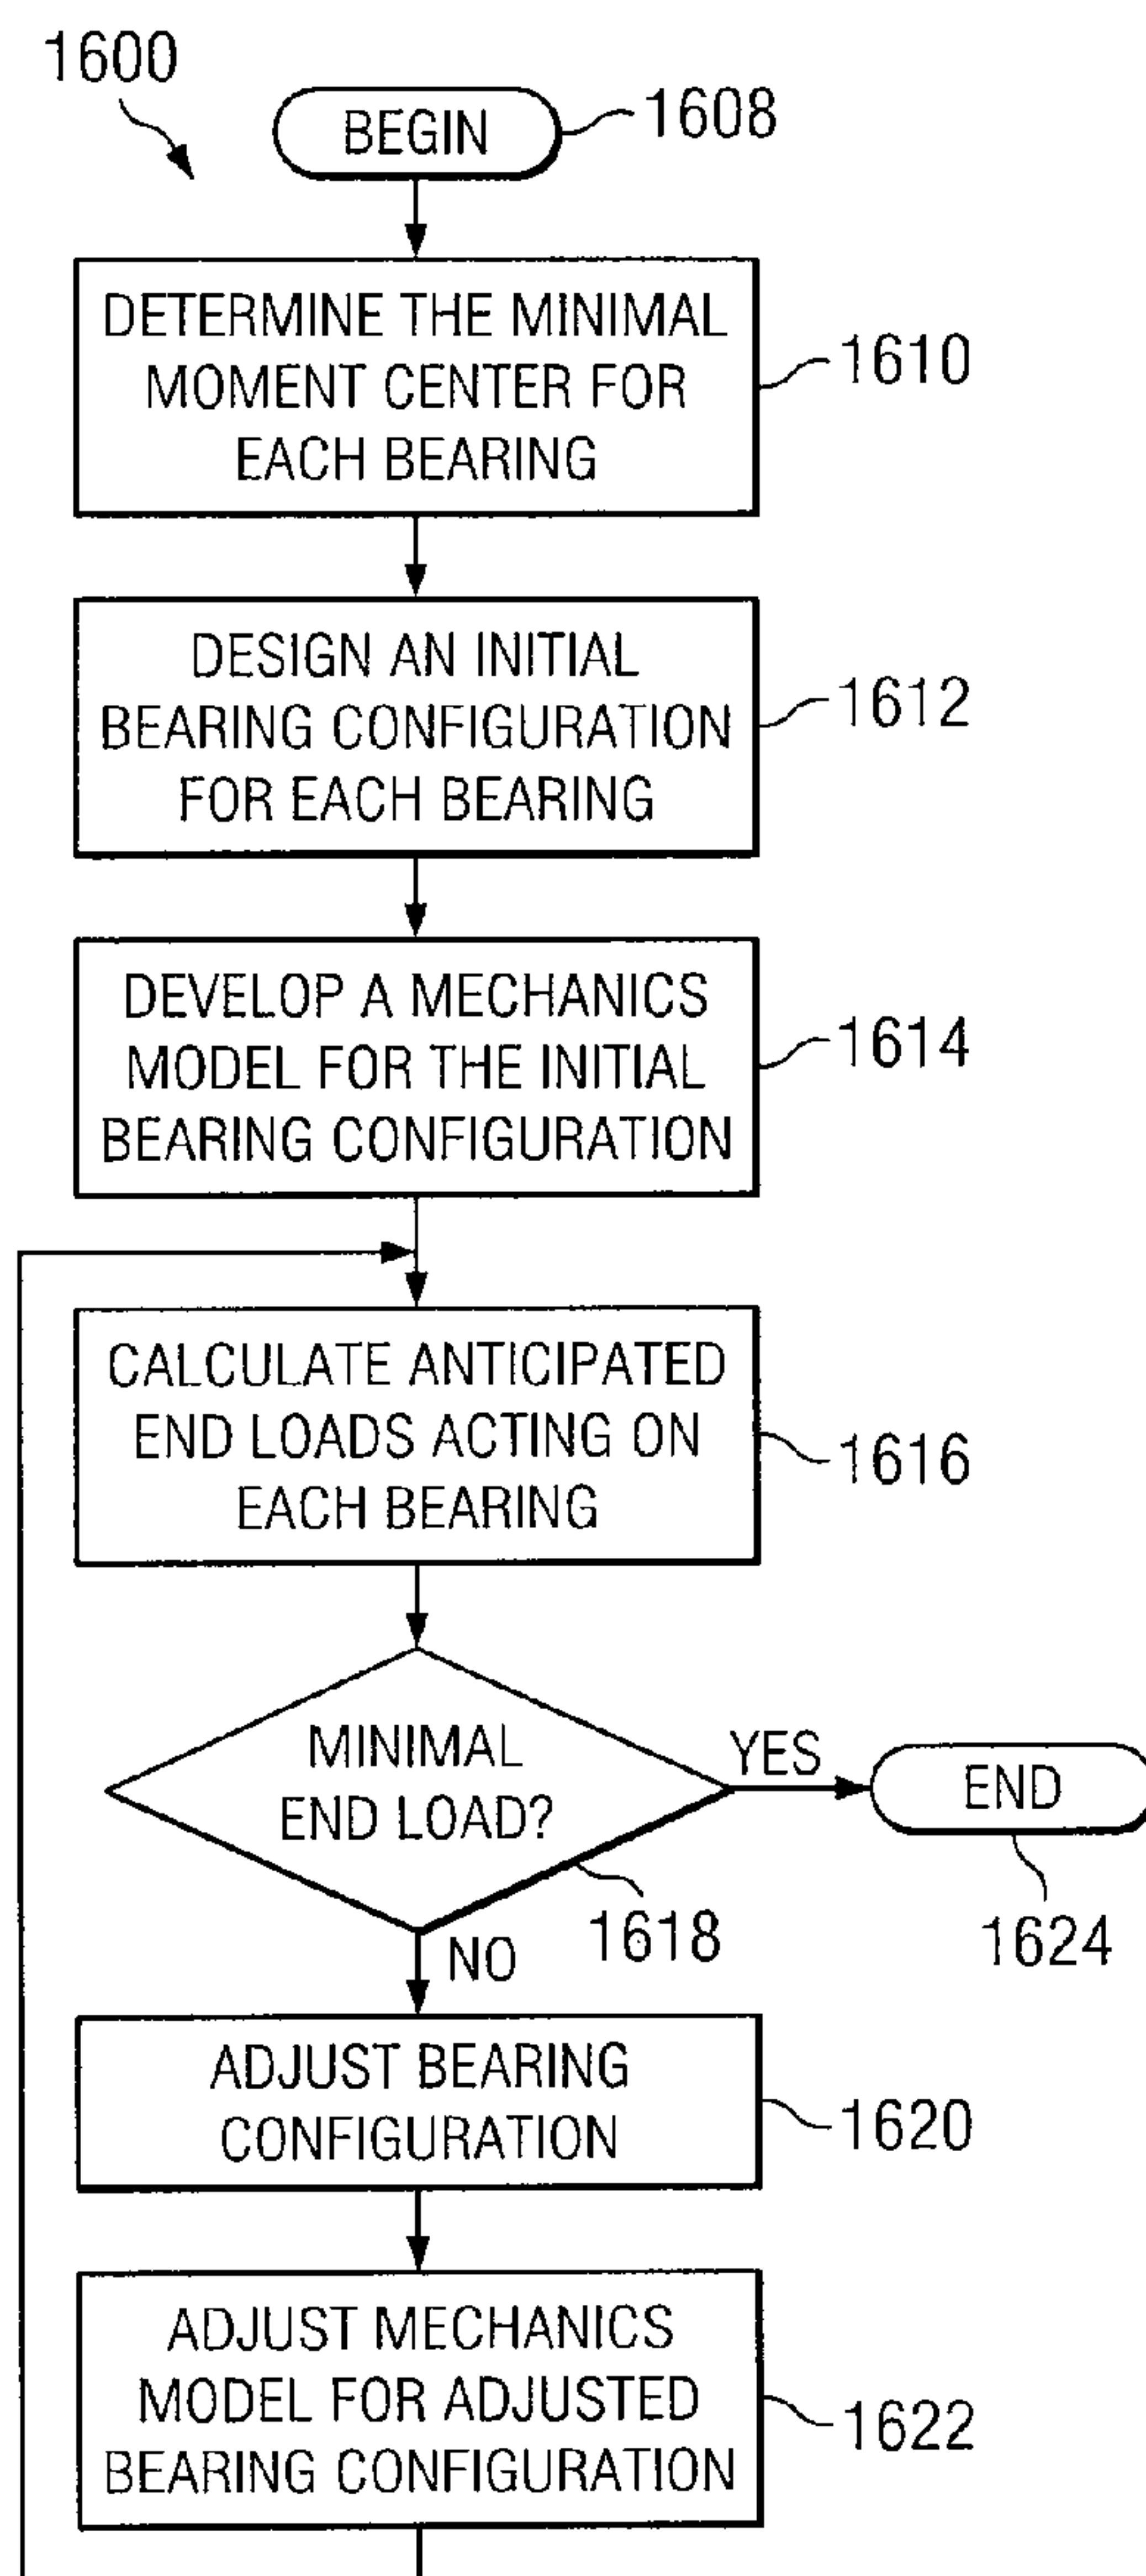 1600
BEGIN
1608
DETERMINE THE MINIMAL
MOMENT CENTER FOR
EACH BEARING
1610
DESIGN AN INITIAL
BEARING CONFIGURATION
FOR EACH BEARING
1612
DEVELOP A MECHANICS
MODEL FOR THE INITIAL
BEARING CONFIGURATION
1614
CALCULATE ANTICIPATED
END LOADS ACTING ON
EACH BEARING
1616
MINIMAL
END LOAD?
YES
END
1618
1624
NO
ADJUST BEARING
CONFIGURATION
1620
ADJUST MECHANICS
MODEL FOR ADJUSTED
BEARING CONFIGURATION
1622